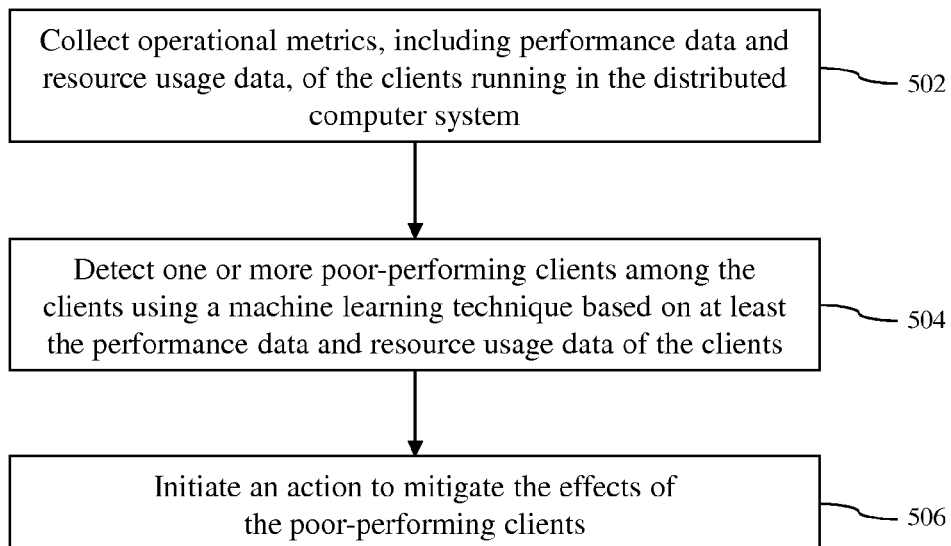 Collect operational metrics, including performance data and
resource usage data, of the clients running in the distributed
computer system
502
Detect one or more poor-performing clients among the
clients using a machine learning technique based on at least
the performance data and resource usage data of the clients
504
Initiate an action to mitigate the effects of
the poor-performing clients
506